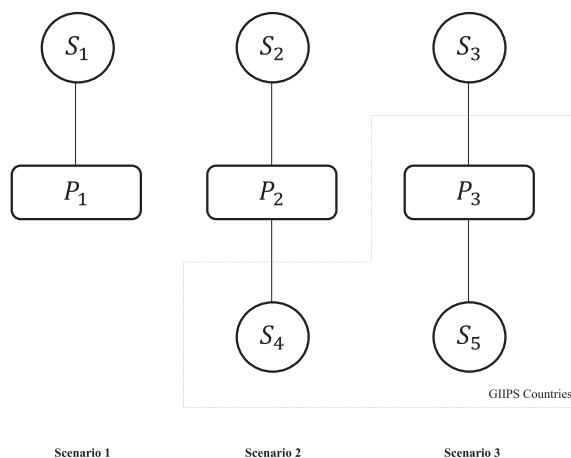 S₁ S₂ S₃
P₁ P₂ P₃
S₄ S₅
GIIPS Countries
Scenario 1 Scenario 2 Scenario 3